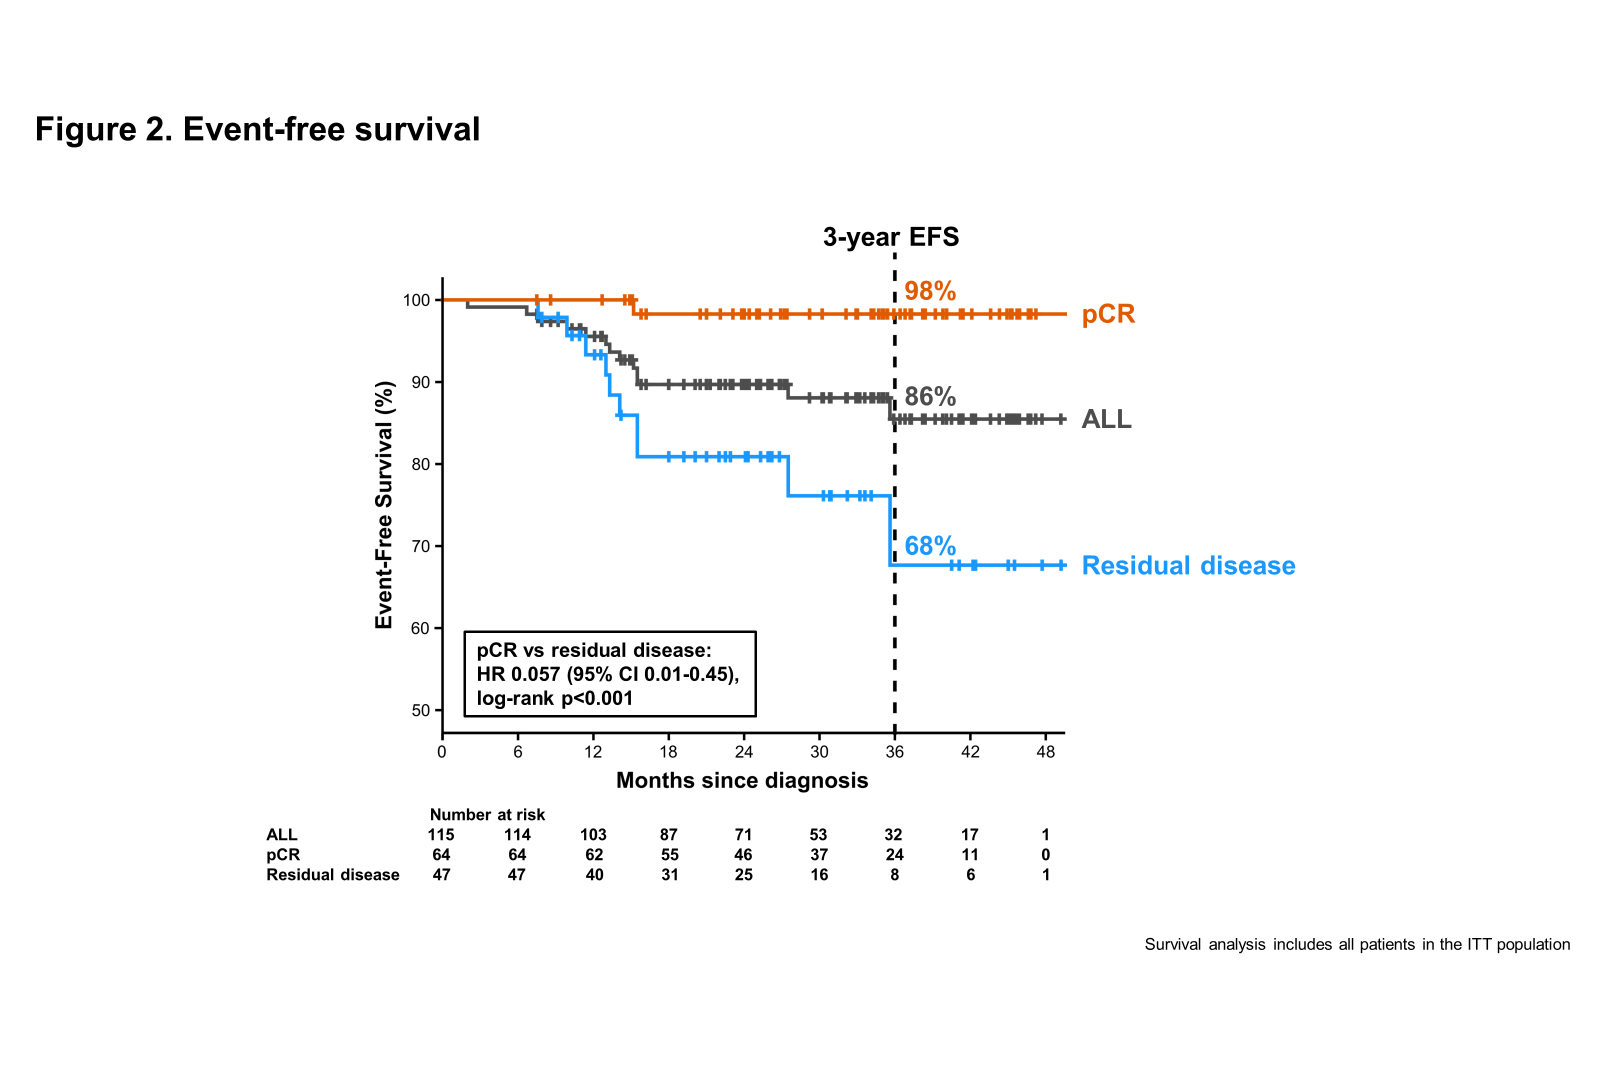 Figure 2. Event-free survival
3-year EFS
98%
pCR
86%
ALL
68%
Residual disease
Event-Free Survival (%)
100
90
80
70
60
50
pCR vs residual disease:
HR 0.057 (95% CI 0.01-0.45),
log-rank p<0.001
0 6 12 18 24 30 36 42 48
Months since diagnosis
Number at risk
ALL 115 114 103 87 71 53 32 17 1
pCR 64 64 62 55 46 37 24 11 0
Residual disease 47 47 40 31 25 16 8 6 1
Survival analysis includes all patients in the ITT population